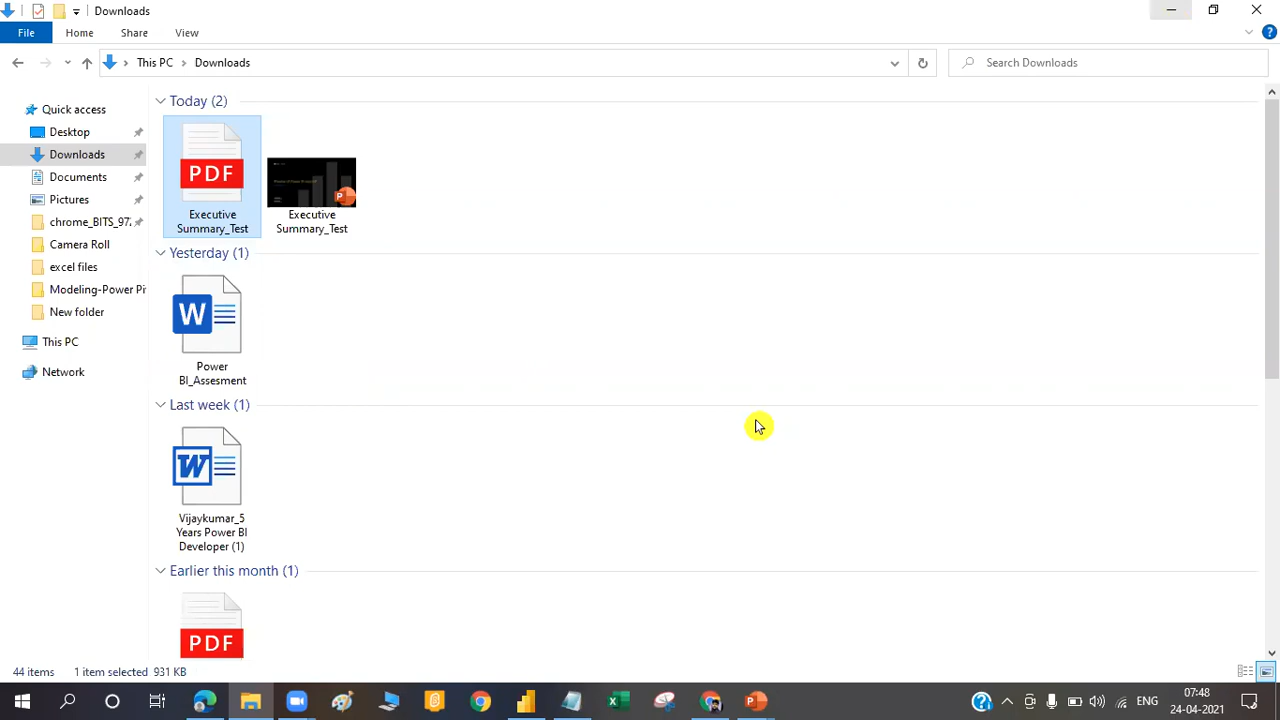 Downloads
File Home Share View
This PC Downloads
Search Downloads
Quick access
Desktop
Downloads
Documents
Pictures
chrome_BITS_97
Camera Roll
excel files
Modeling-Power Pi
New folder
This PC
Network
Today (2)
PDF
Executive
Summary_Test
P
Executive
Summary_Test
Yesterday (1)
W
Power
BI_Assesment
Last week (1)
W
Vijaykumar_5
Years Power BI
Developer (1)
Earlier this month (1)
PDF
44 items 1 item selected 931 KB
ENG
07:48
24-04-2021